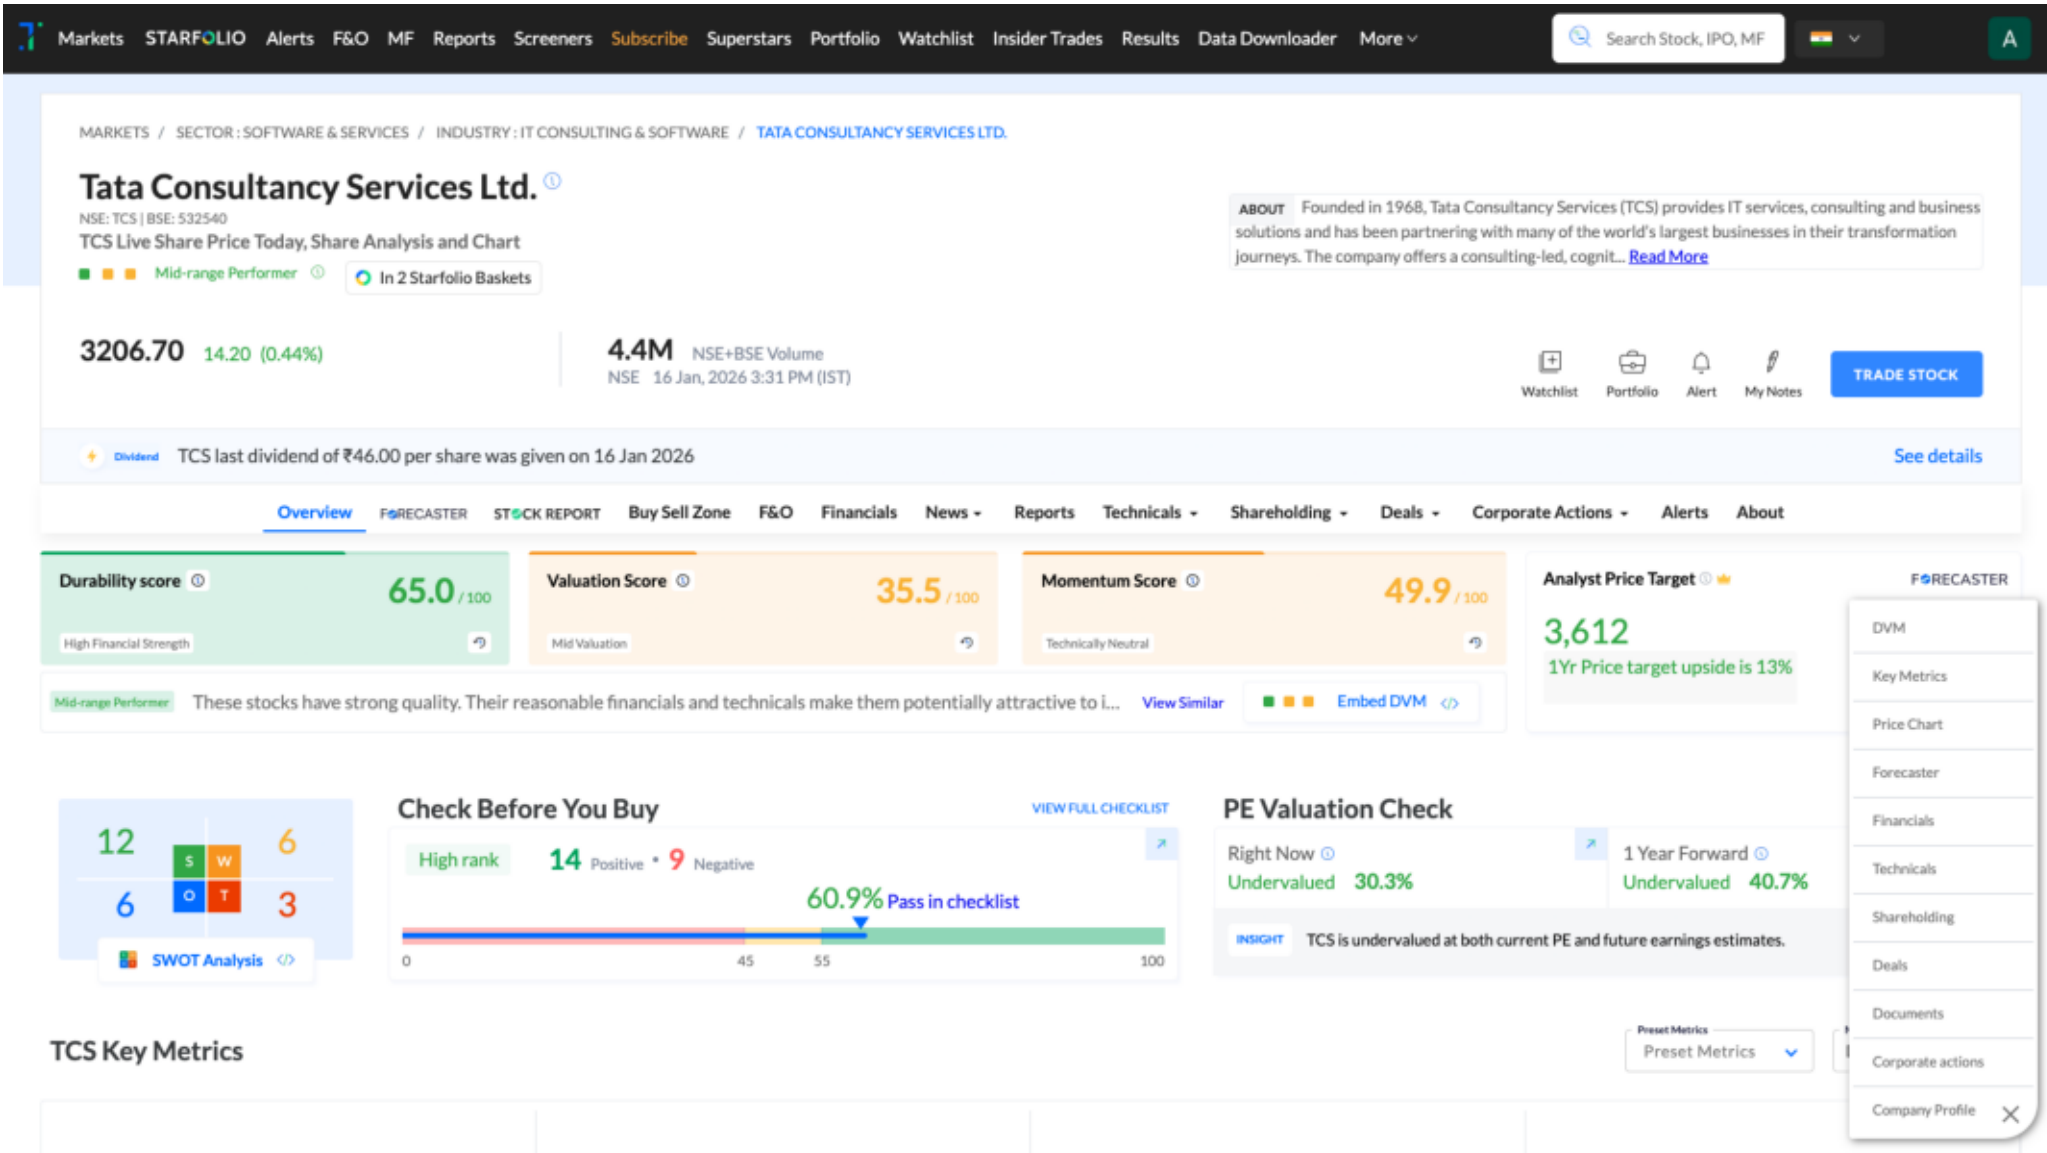 Markets STARFOLIO Alerts F&O MF Reports Screeners Subscribe Superstars Portfolio Watchlist Insider Trades Results Data Downloader More Search Stock, IPO, MF A
MARKETS / SECTOR : SOFTWARE & SERVICES / INDUSTRY : IT CONSULTING & SOFTWARE / TATA CONSULTANCY SERVICES LTD.
Tata Consultancy Services Ltd.
NSE: TCS | BSE: 532540
TCS Live Share Price Today, Share Analysis and Chart
Mid-range Performer In 2 Starfolio Baskets
ABOUT Founded in 1968, Tata Consultancy Services (TCS) provides IT services, consulting and business
solutions and has been partnering with many of the world's largest businesses in their transformation
journeys. The company offers a consulting-led, cognit... Read More
3206.70 14.20 (0.44%)
4.4M NSE+BSE Volume
NSE 16 Jan, 2026 3:31 PM (IST)
Watchlist Portfolio Alert My Notes TRADE STOCK
Dividend TCS last dividend of ₹46.00 per share was given on 16 Jan 2026 See details
Overview FORECASTER STOCK REPORT Buy Sell Zone F&O Financials News Reports Technicals Shareholding Deals Corporate Actions Alerts About
Durability score 65.0 / 100
High Financial Strength
Valuation Score 35.5 / 100
Mid Valuation
Momentum Score 49.9 / 100
Technically Neutral
Analyst Price Target FORECASTER
3,612
1Yr Price target upside is 13%
Mid-range Performer These stocks have strong quality. Their reasonable financials and technicals make them potentially attractive to i... View Similar Embed DVM </>
12 6
S W
O T
6 3
SWOT Analysis </>
Check Before You Buy VIEW FULL CHECKLIST
High rank 14 Positive • 9 Negative
60.9% Pass in checklist
0 45 55 100
PE Valuation Check
Right Now
Undervalued 30.3%
1 Year Forward
Undervalued 40.7%
INSIGHT TCS is undervalued at both current PE and future earnings estimates.
TCS Key Metrics
Preset Metrics
Preset Metrics
DVM
Key Metrics
Price Chart
Forecaster
Financials
Technicals
Shareholding
Deals
Documents
Corporate actions
Company Profile